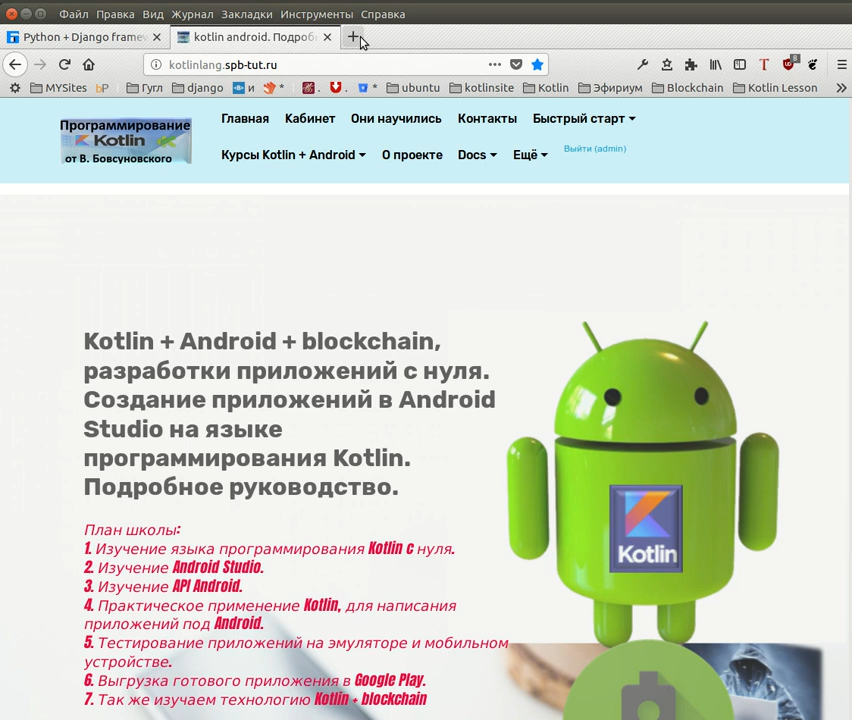 Файл Правка Вид Журнал Закладки Инструменты Справка
Python + Django framew
kotlin android. Подроб
kotlinlang.spb-tut.ru
MYSites
Гугл
django
и
ubuntu
kotlinsite
Kotlin
Эфириум
Blockchain
Kotlin Lesson
Программирование
Kotlin
от В. Бовсуновского
Главная Кабинет Они научились Контакты Быстрый старт
Курсы Kotlin + Android О проекте Docs Ещё Выйти (admin)
Kotlin + Android + blockchain,
разработки приложений с нуля.
Создание приложений в Android
Studio на языке
программирования Kotlin.
Подробное руководство.
План школы:
1. Изучение языка программирования Kotlin с нуля.
2. Изучение Android Studio.
3. Изучение API Android.
4. Практическое применение Kotlin, для написания
приложений под Android.
5. Тестирование приложений на эмуляторе и мобильном
устройстве.
6. Выгрузка готового приложения в Google Play.
7. Так же изучаем технологию Kotlin + blockchain
Kotlin